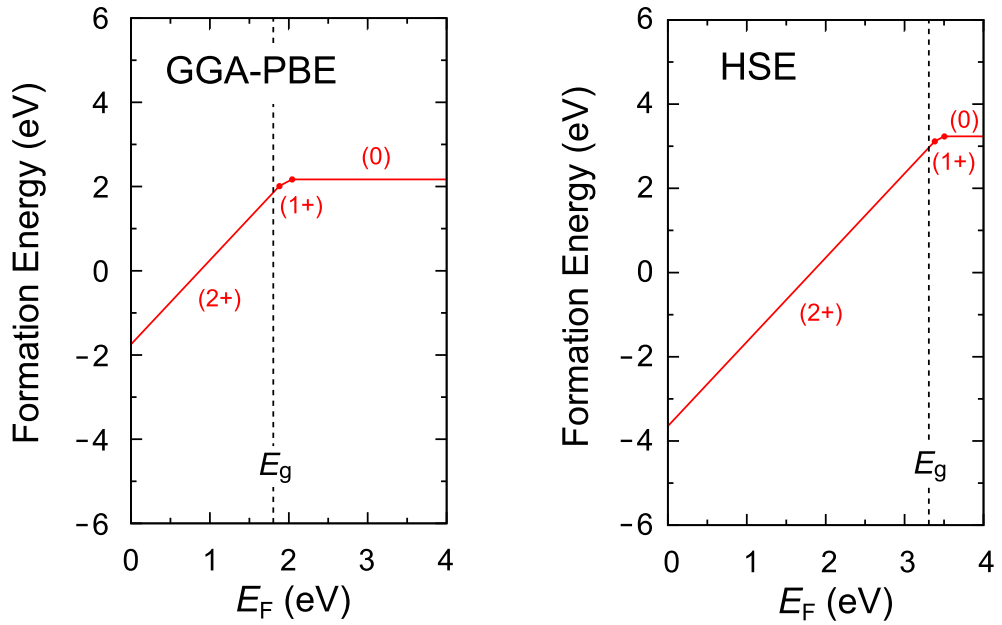 GGA-PBE
Formation Energy (eV)
6
4
2
0
−2
−4
−6
(0)
(1+)
(2+)
Eg
0 1 2 3 4
EF (eV)
HSE
Formation Energy (eV)
6
4
2
0
−2
−4
−6
(0)
(1+)
(2+)
Eg
0 1 2 3 4
EF (eV)